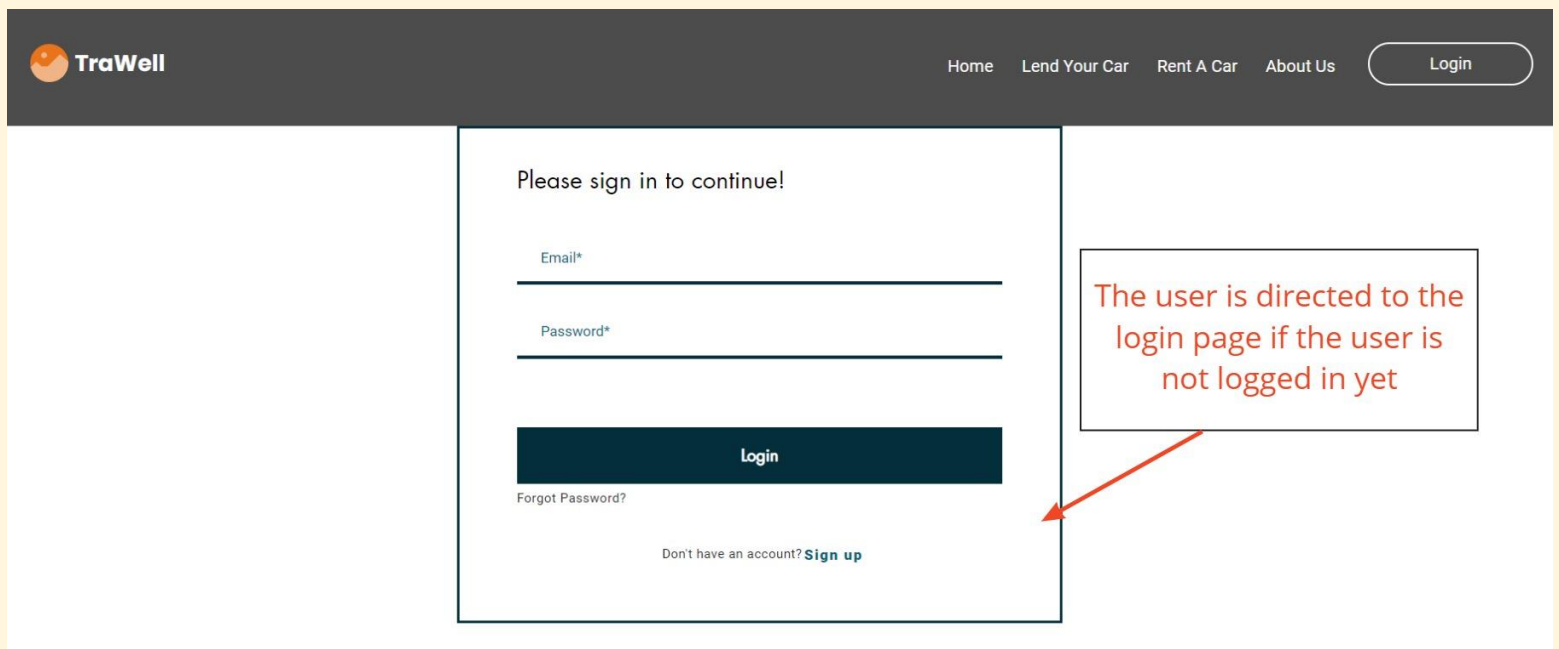 TraWell
Home Lend Your Car Rent A Car About Us Login
Please sign in to continue!
Email*
Password*
The user is directed to the
login page if the user is
not logged in yet
Login
Forgot Password?
Don't have an account? Sign up